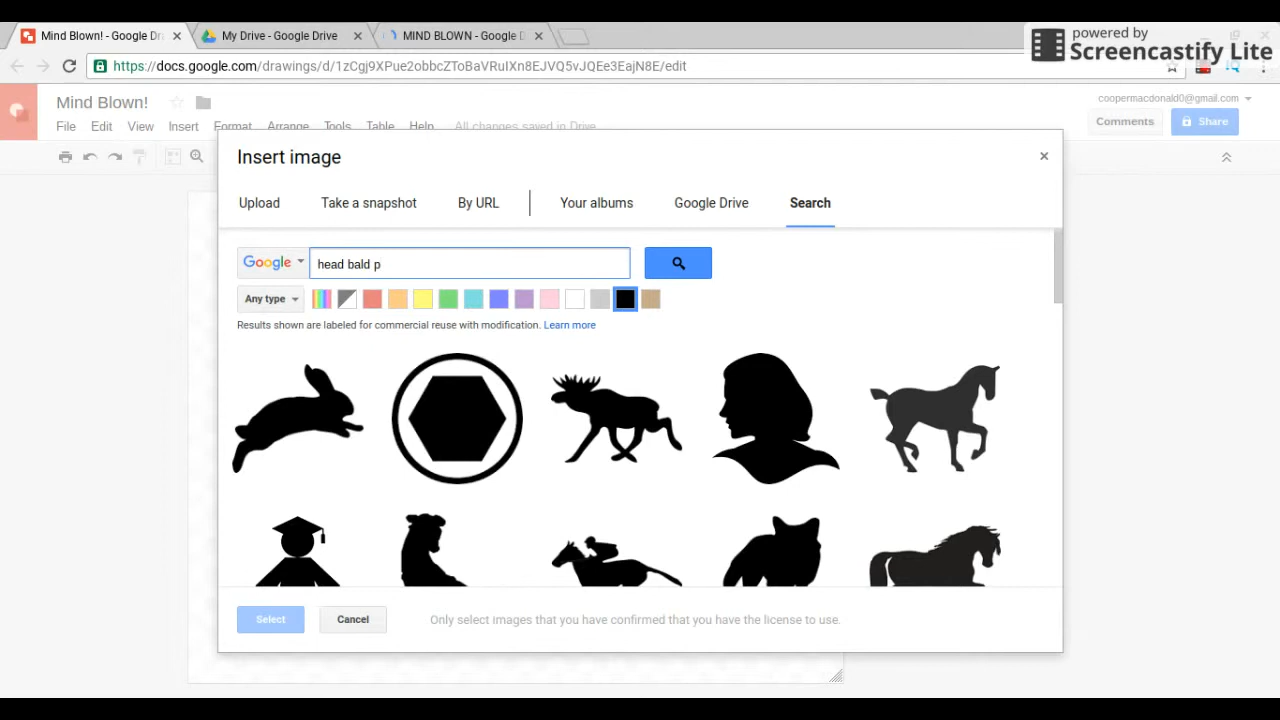 Mind Blown! - Google Dr
My Drive - Google Drive
MIND BLOWN - Google D
powered by
Screencastify Lite
https://docs.google.com/drawings/d/1zCgj9XPue2obbcZToBaVRulXn8EJVQ5vJQEe3EajN8E/edit
Mind Blown!
coopermacdonald0@gmail.com
File Edit View Insert Format Arrange Tools Table Help All changes saved in Drive
Comments
Share
Insert image
Upload Take a snapshot By URL Your albums Google Drive Search
Google head bald p
Any type
Results shown are labeled for commercial reuse with modification. Learn more
Select Cancel Only select images that you have confirmed that you have the license to use.